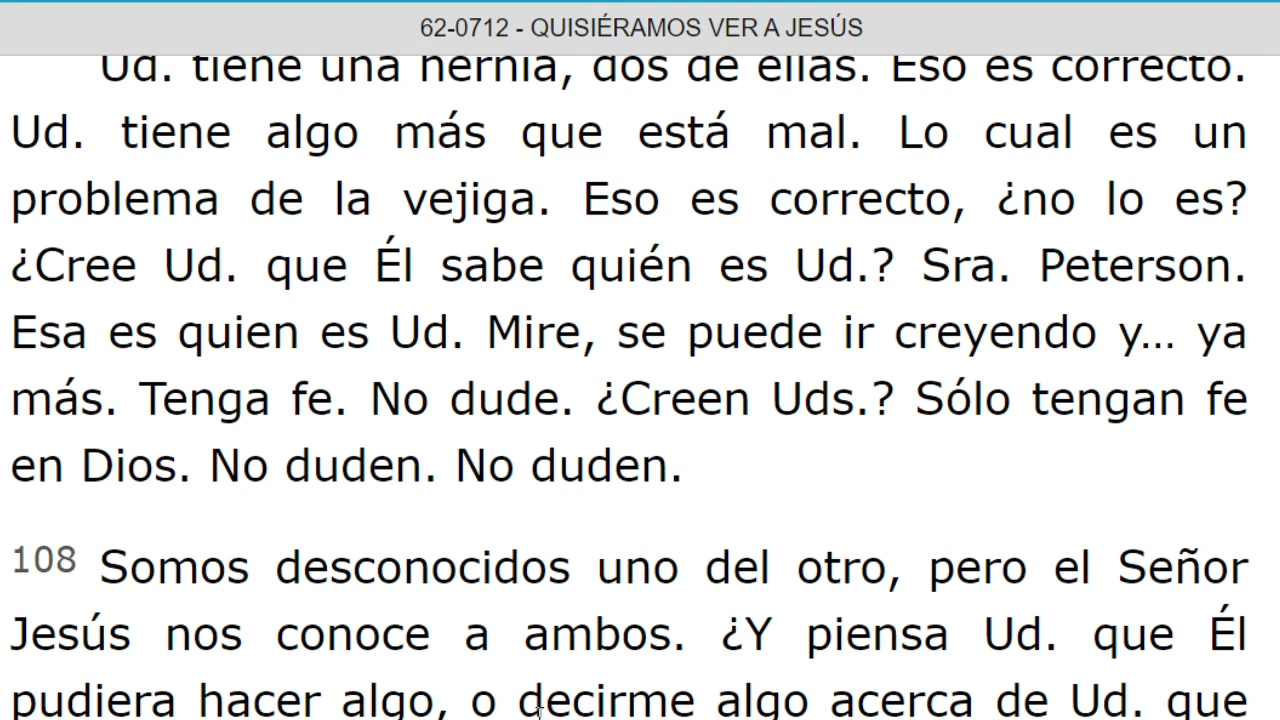 62-0712 - QUISIÉRAMOS VER A JESÚS
Ud. tiene una hernia, dos de ellas. Eso es correcto.
Ud. tiene algo más que está mal. Lo cual es un
problema de la vejiga. Eso es correcto, ¿no lo es?
¿Cree Ud. que Él sabe quién es Ud.? Sra. Peterson.
Esa es quien es Ud. Mire, se puede ir creyendo y… ya
más. Tenga fe. No dude. ¿Creen Uds.? Sólo tengan fe
en Dios. No duden. No duden.
108 Somos desconocidos uno del otro, pero el Señor
Jesús nos conoce a ambos. ¿Y piensa Ud. que Él
pudiera hacer algo, o decirme algo acerca de Ud. que